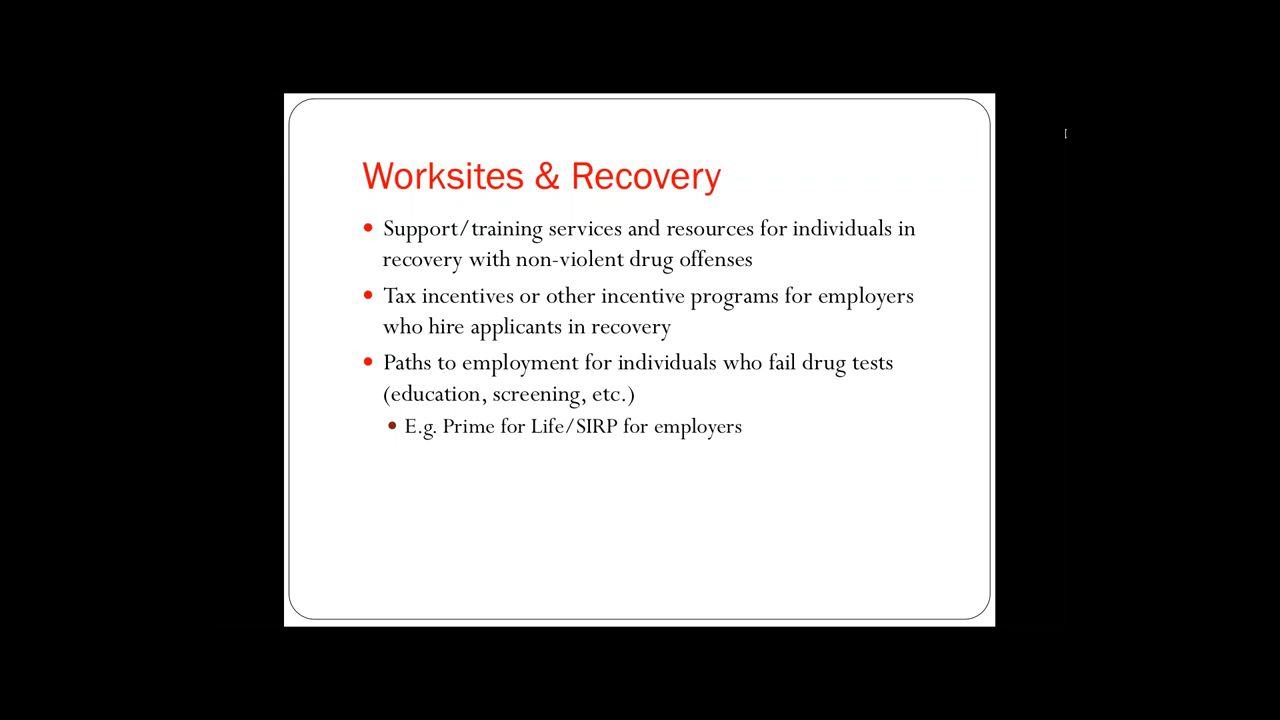 Worksites & Recovery
• Support/training services and resources for individuals in
recovery with non-violent drug offenses
• Tax incentives or other incentive programs for employers
who hire applicants in recovery
• Paths to employment for individuals who fail drug tests
(education, screening, etc.)
• E.g. Prime for Life/SIRP for employers